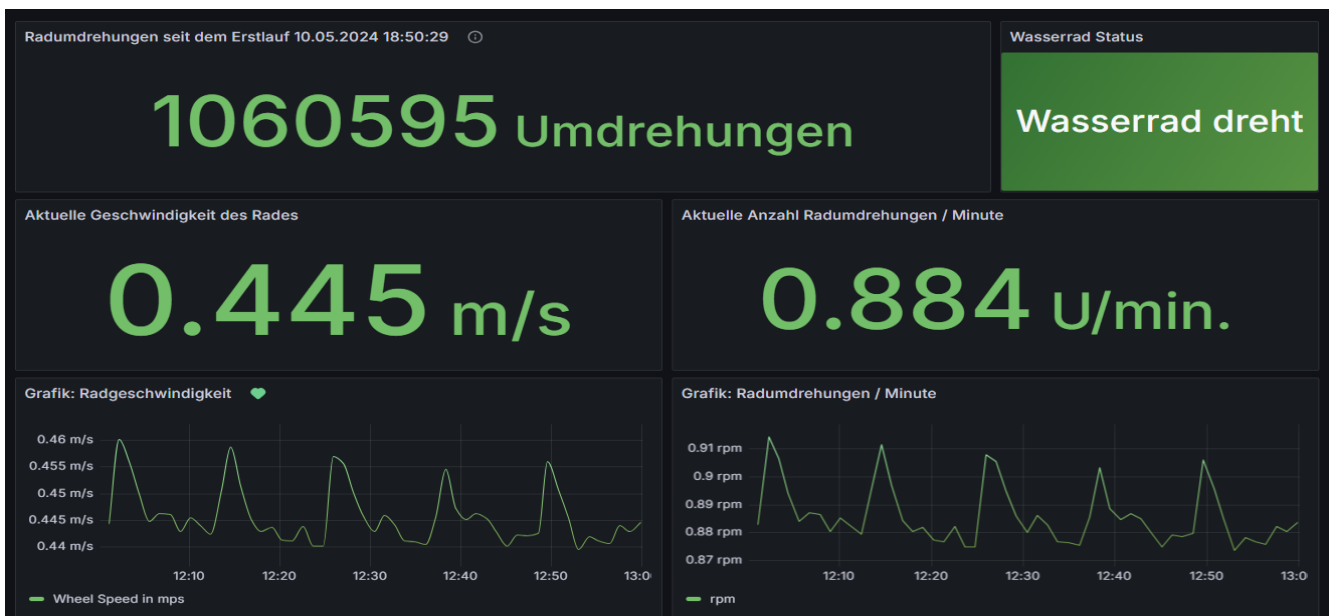 Radumdrehungen seit dem Erstlauf 10.05.2024 18:50:29
Wasserrad Status
1060595 Umdrehungen
Wasserrad dreht
Aktuelle Geschwindigkeit des Rades
Aktuelle Anzahl Radumdrehungen / Minute
0.445 m/s
0.884 U/min.
Grafik: Radgeschwindigkeit
0.46 m/s
0.455 m/s
0.45 m/s
0.445 m/s
0.44 m/s
12:10 12:20 12:30 12:40 12:50 13:0
Wheel Speed in mps
Grafik: Radumdrehungen / Minute
0.91 rpm
0.9 rpm
0.89 rpm
0.88 rpm
0.87 rpm
12:10 12:20 12:30 12:40 12:50 13:0
rpm